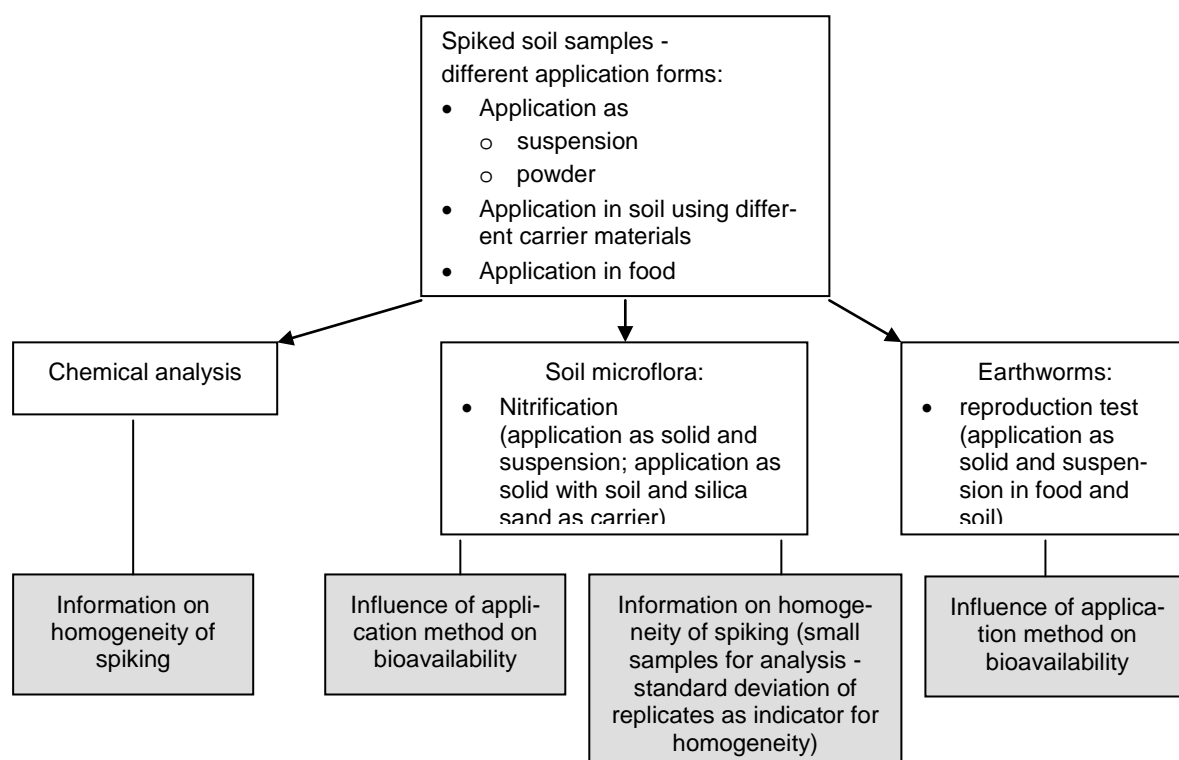 Spiked soil samples -
different application forms:
• Application as
o suspension
o powder
• Application in soil using differ-
ent carrier materials
• Application in food
Chemical analysis
Soil microflora:
• Nitrification
(application as solid and
suspension; application as
solid with soil and silica
sand as carrier)
Earthworms:
• reproduction test
(application as
solid and suspen-
sion in food and
soil)
Information on
homogeneity of
spiking
Influence of appli-
cation method on
bioavailability
Information on homoge-
neity of spiking (small
samples for analysis -
standard deviation of
replicates as indicator for
homogeneity)
Influence of applica-
tion method on
bioavailability